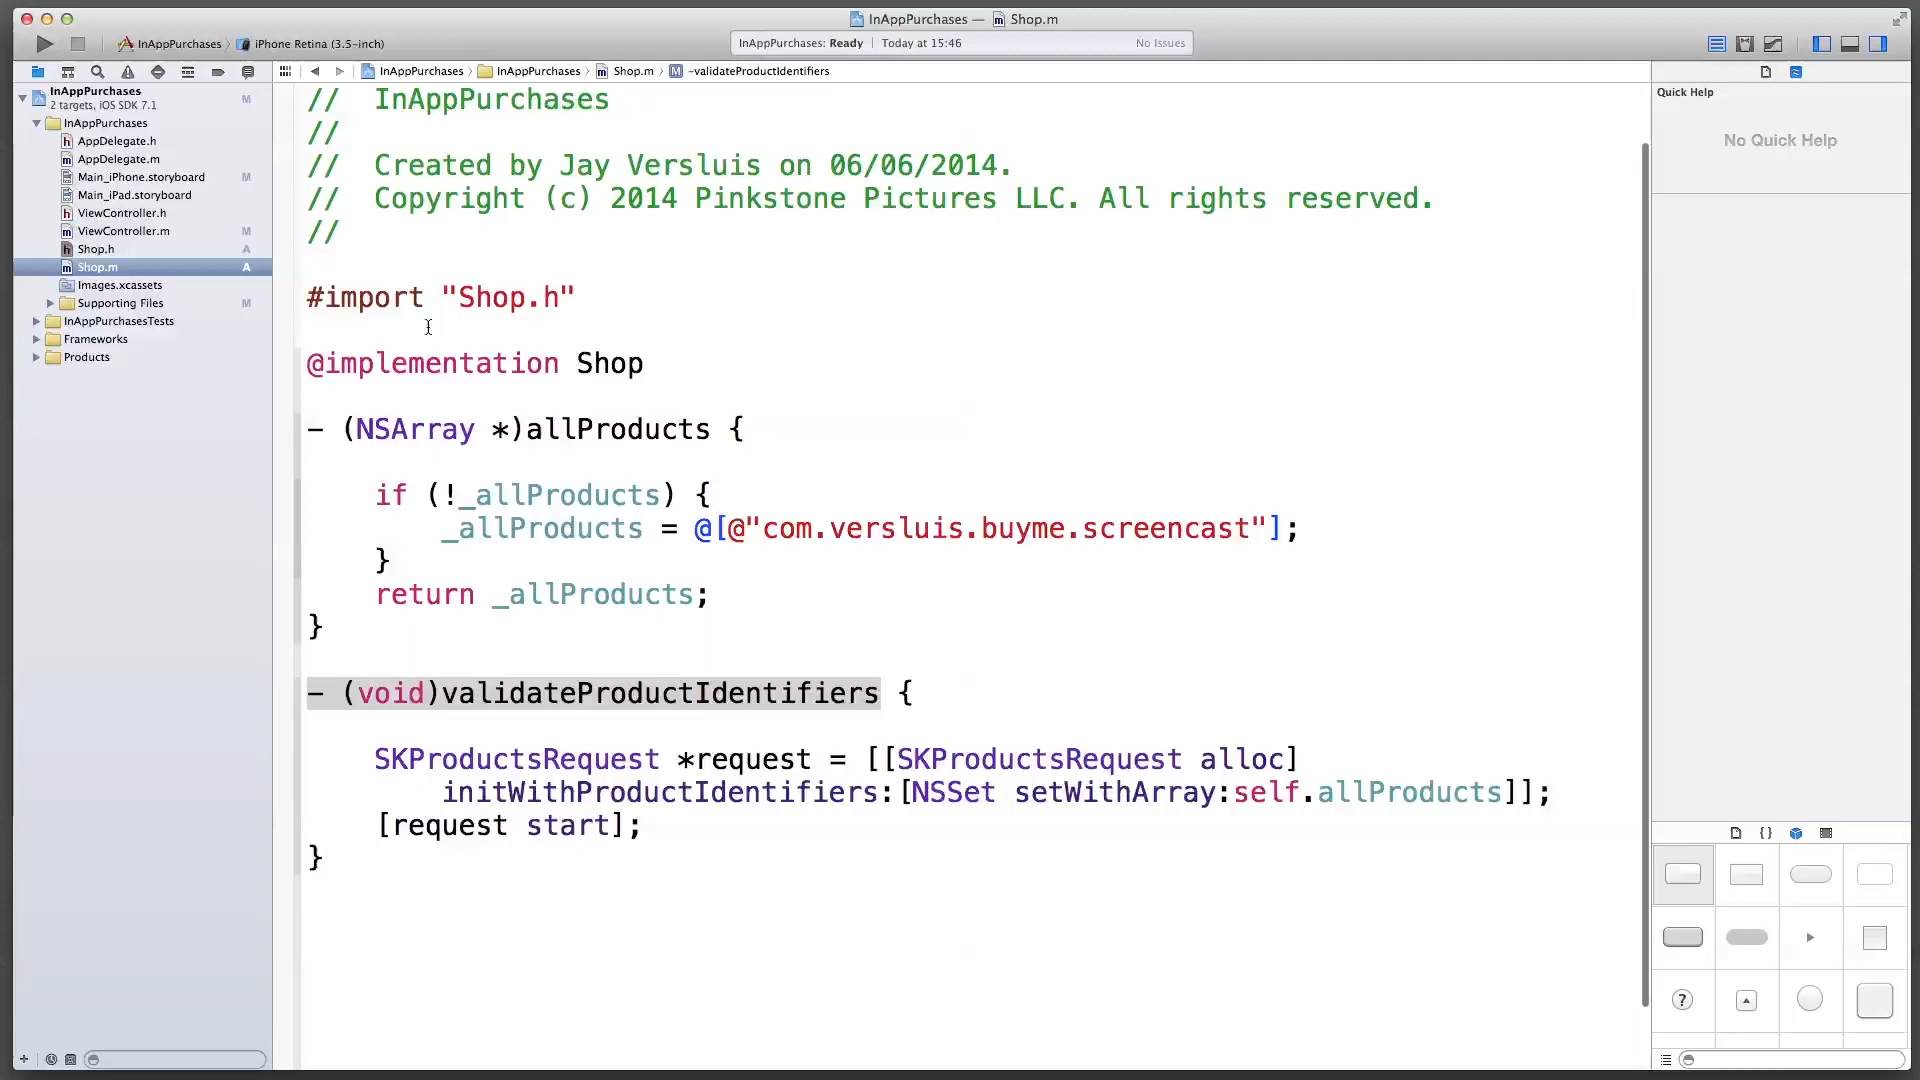 InAppPurchases — Shop.m
InAppPurchases
iPhone Retina (3.5-inch)
InAppPurchases: Ready
Today at 15:46
No Issues
InAppPurchases
InAppPurchases
Shop.m
M
-validateProductIdentifiers
InAppPurchases
2 targets, iOS SDK 7.1
M
InAppPurchases
h AppDelegate.h
m AppDelegate.m
Main_iPhone.storyboard M
Main_iPad.storyboard
h ViewController.h
m ViewController.m M
h Shop.h A
m Shop.m A
Images.xcassets
Supporting Files M
InAppPurchasesTests
Frameworks
Products
//  InAppPurchases
//
//  Created by Jay Versluis on 06/06/2014.
//  Copyright (c) 2014 Pinkstone Pictures LLC. All rights reserved.
//
#import "Shop.h"
@implementation Shop
- (NSArray *)allProducts {
if (!_allProducts) {
_allProducts = @[@"com.versluis.buyme.screencast"];
}
return _allProducts;
}
- (void)validateProductIdentifiers {
SKProductsRequest *request = [[SKProductsRequest alloc]
initWithProductIdentifiers:[NSSet setWithArray:self.allProducts]];
[request start];
}
Quick Help
No Quick Help
{ }
?